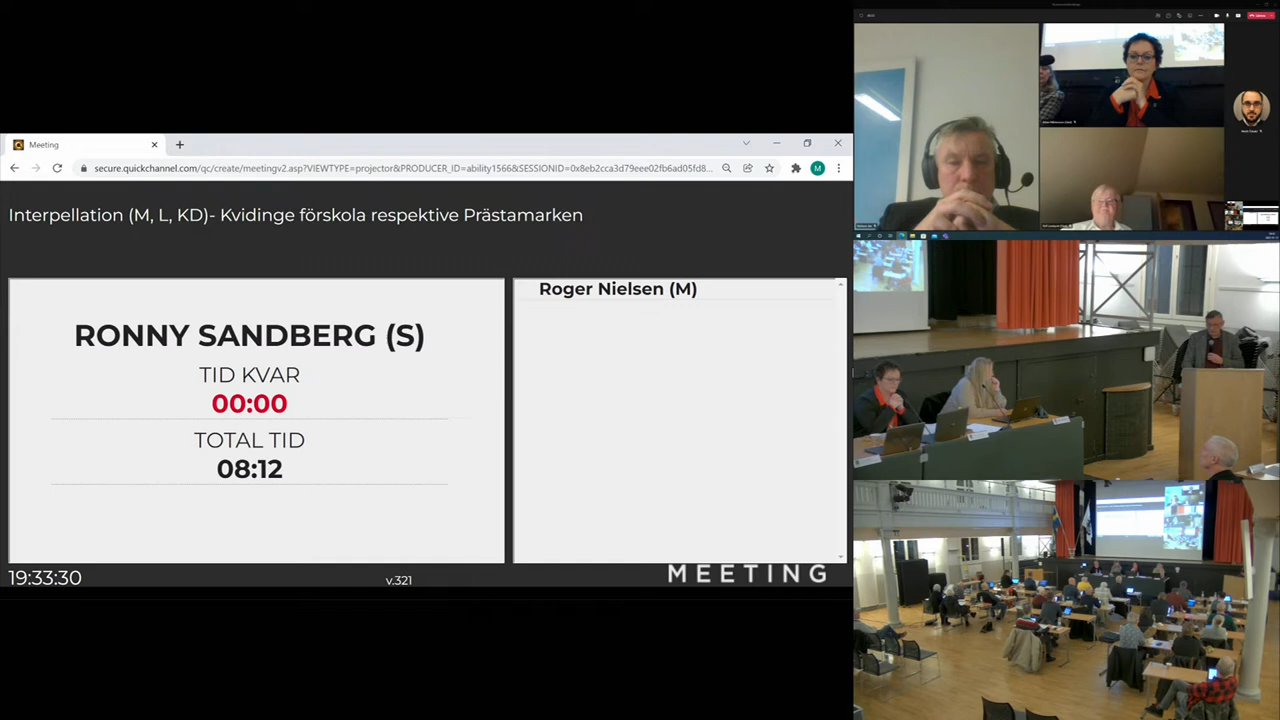 Meeting
secure.quickchannel.com/qc/create/meetingv2.asp?VIEWTYPE=projector&PRODUCER_ID=ability1566&SESSIONID=0x8eb2cca3d79eee02fb6ad05fd8...
M
Interpellation (M, L, KD)- Kvidinge förskola respektive Prästamarken
RONNY SANDBERG (S)
TID KVAR
00:00
TOTAL TID
08:12
Roger Nielsen (M)
19:33:30
v.321
MEETING